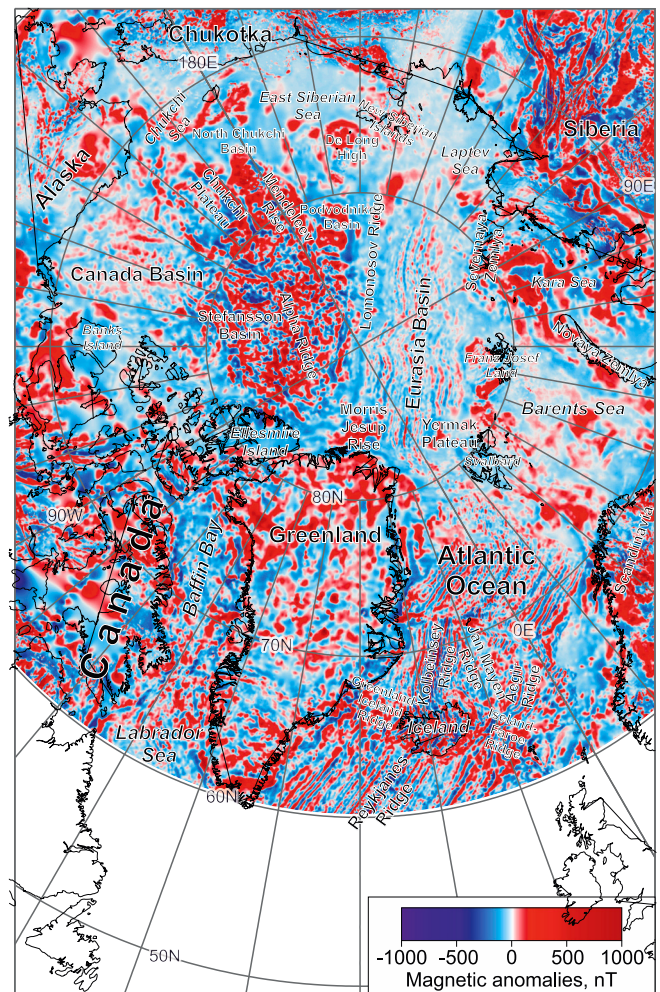 Chukotka
180E
East Siberian
Sea
New Siberian
Islands
Chukchi
Sea
North Chukchi
Basin
De Long
High
Siberia
Laptev
Sea
Alaska
90E
Chukchi
Plateau
Mendeleev
Rise
Podvodnikov
Basin
Lomonosov Ridge
Severnaya
Zemlya
Canada Basin
Kara Sea
Eurasia Basin
Stefansson
Basin
Alpha Ridge
Banks
Island
Novaya Zemlya
Franz Josef
Land
Barents Sea
Morris
Jesup
Rise
Yermak
Plateau
Ellesmere
Island
Svalbard
80N
90W
Canada
Greenland
Baffin Bay
Atlantic
Ocean
Scandinavia
0E
70N
Kolbeinsey
Ridge
Jan Mayen
Ridge
Aegir
Ridge
Greenland-
Iceland
Ridge
Iceland
Iceland-
Faroe
Ridge
Labrador
Sea
Reykjanes
Ridge
60N
50N
-1000 -500 0 500 1000
Magnetic anomalies, nT